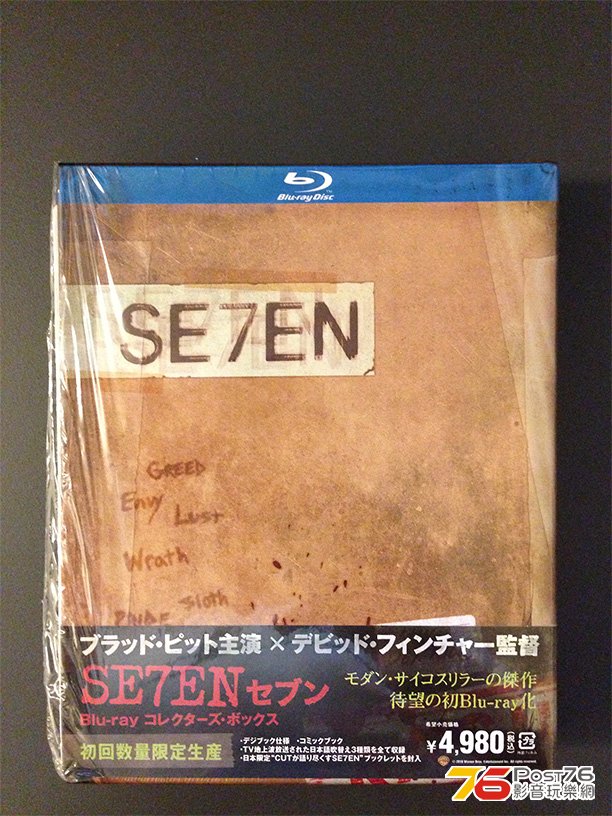 Blu-ray Disc
SE7EN
GREED
Envy
Lust
Wrath
Sloth
PRIDE
ブラッド・ピット主演 × デビッド・フィンチャー監督
SE7EN セブン
Blu-ray コレクターズ・ボックス
モダン・サイコスリラーの傑作
待望の初Blu-ray化
初回数量限定生産
・デジブック仕様 ・コミックブック
・TV地上波放送された日本語吹替え3種類を全て収録
・日本限定"CUTが語り尽くすSE7EN"ブックレットを封入
希望小売価格
¥4,980(税込)
76 Post76
影音玩樂網